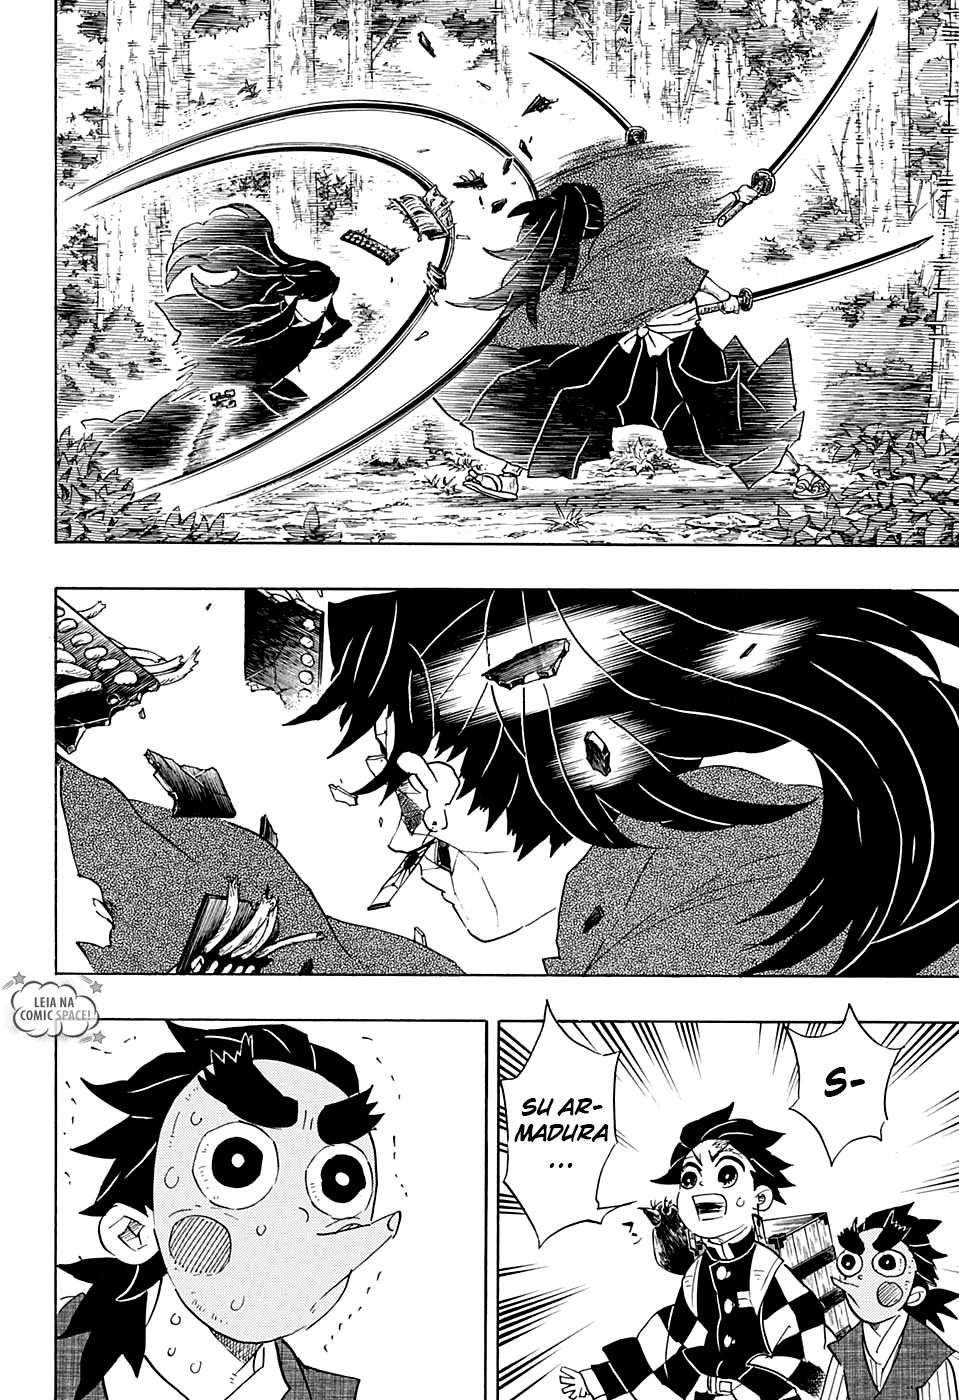 S-
SU AR-
MADURA
...
LEIA NA
COMIC SPACE!